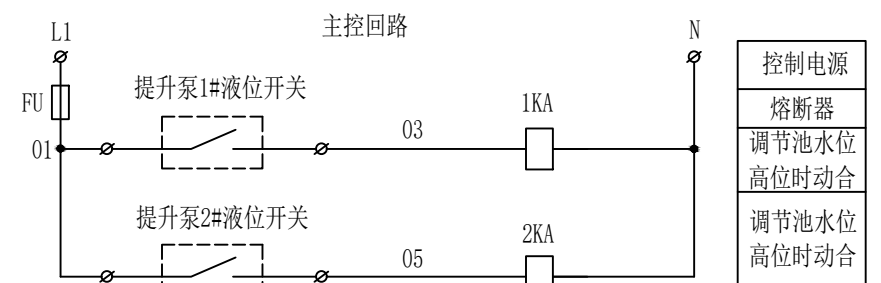 主控回路
L1
N
FU
提升泵1#液位开关
1KA
01
03
提升泵2#液位开关
2KA
05
控制电源
熔断器
调节池水位
高位时动合
调节池水位
高位时动合